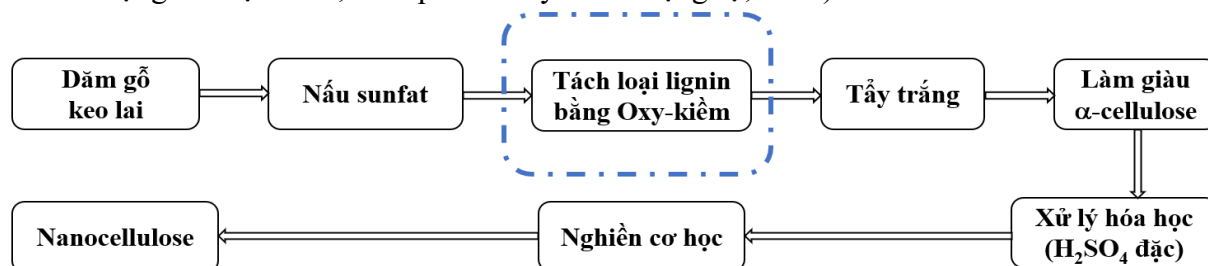 Dăm gỗ
keo lai
Nấu sunfat
Tách loại lignin
bằng Oxy-kiềm
Tẩy trắng
Làm giàu
α-cellulose
Xử lý hóa học
(H₂SO₄ đặc)
Nghiền cơ học
Nanocellulose